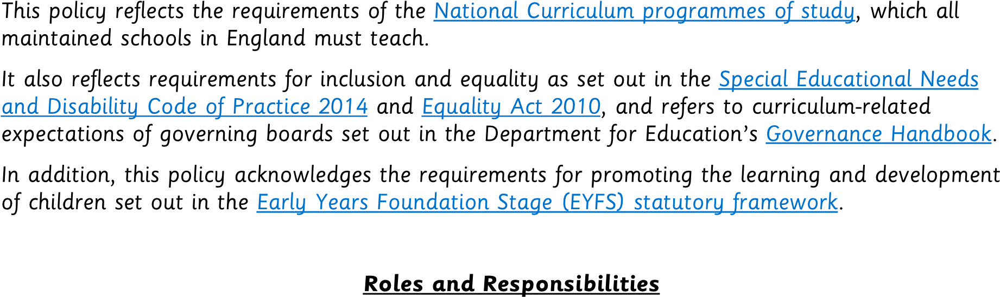 This policy reflects the requirements of the National Curriculum programmes of study, which all
maintained schools in England must teach.
It also reflects requirements for inclusion and equality as set out in the Special Educational Needs
and Disability Code of Practice 2014 and Equality Act 2010, and refers to curriculum-related
expectations of governing boards set out in the Department for Education’s Governance Handbook.
In addition, this policy acknowledges the requirements for promoting the learning and development
of children set out in the Early Years Foundation Stage (EYFS) statutory framework.
Roles and Responsibilities